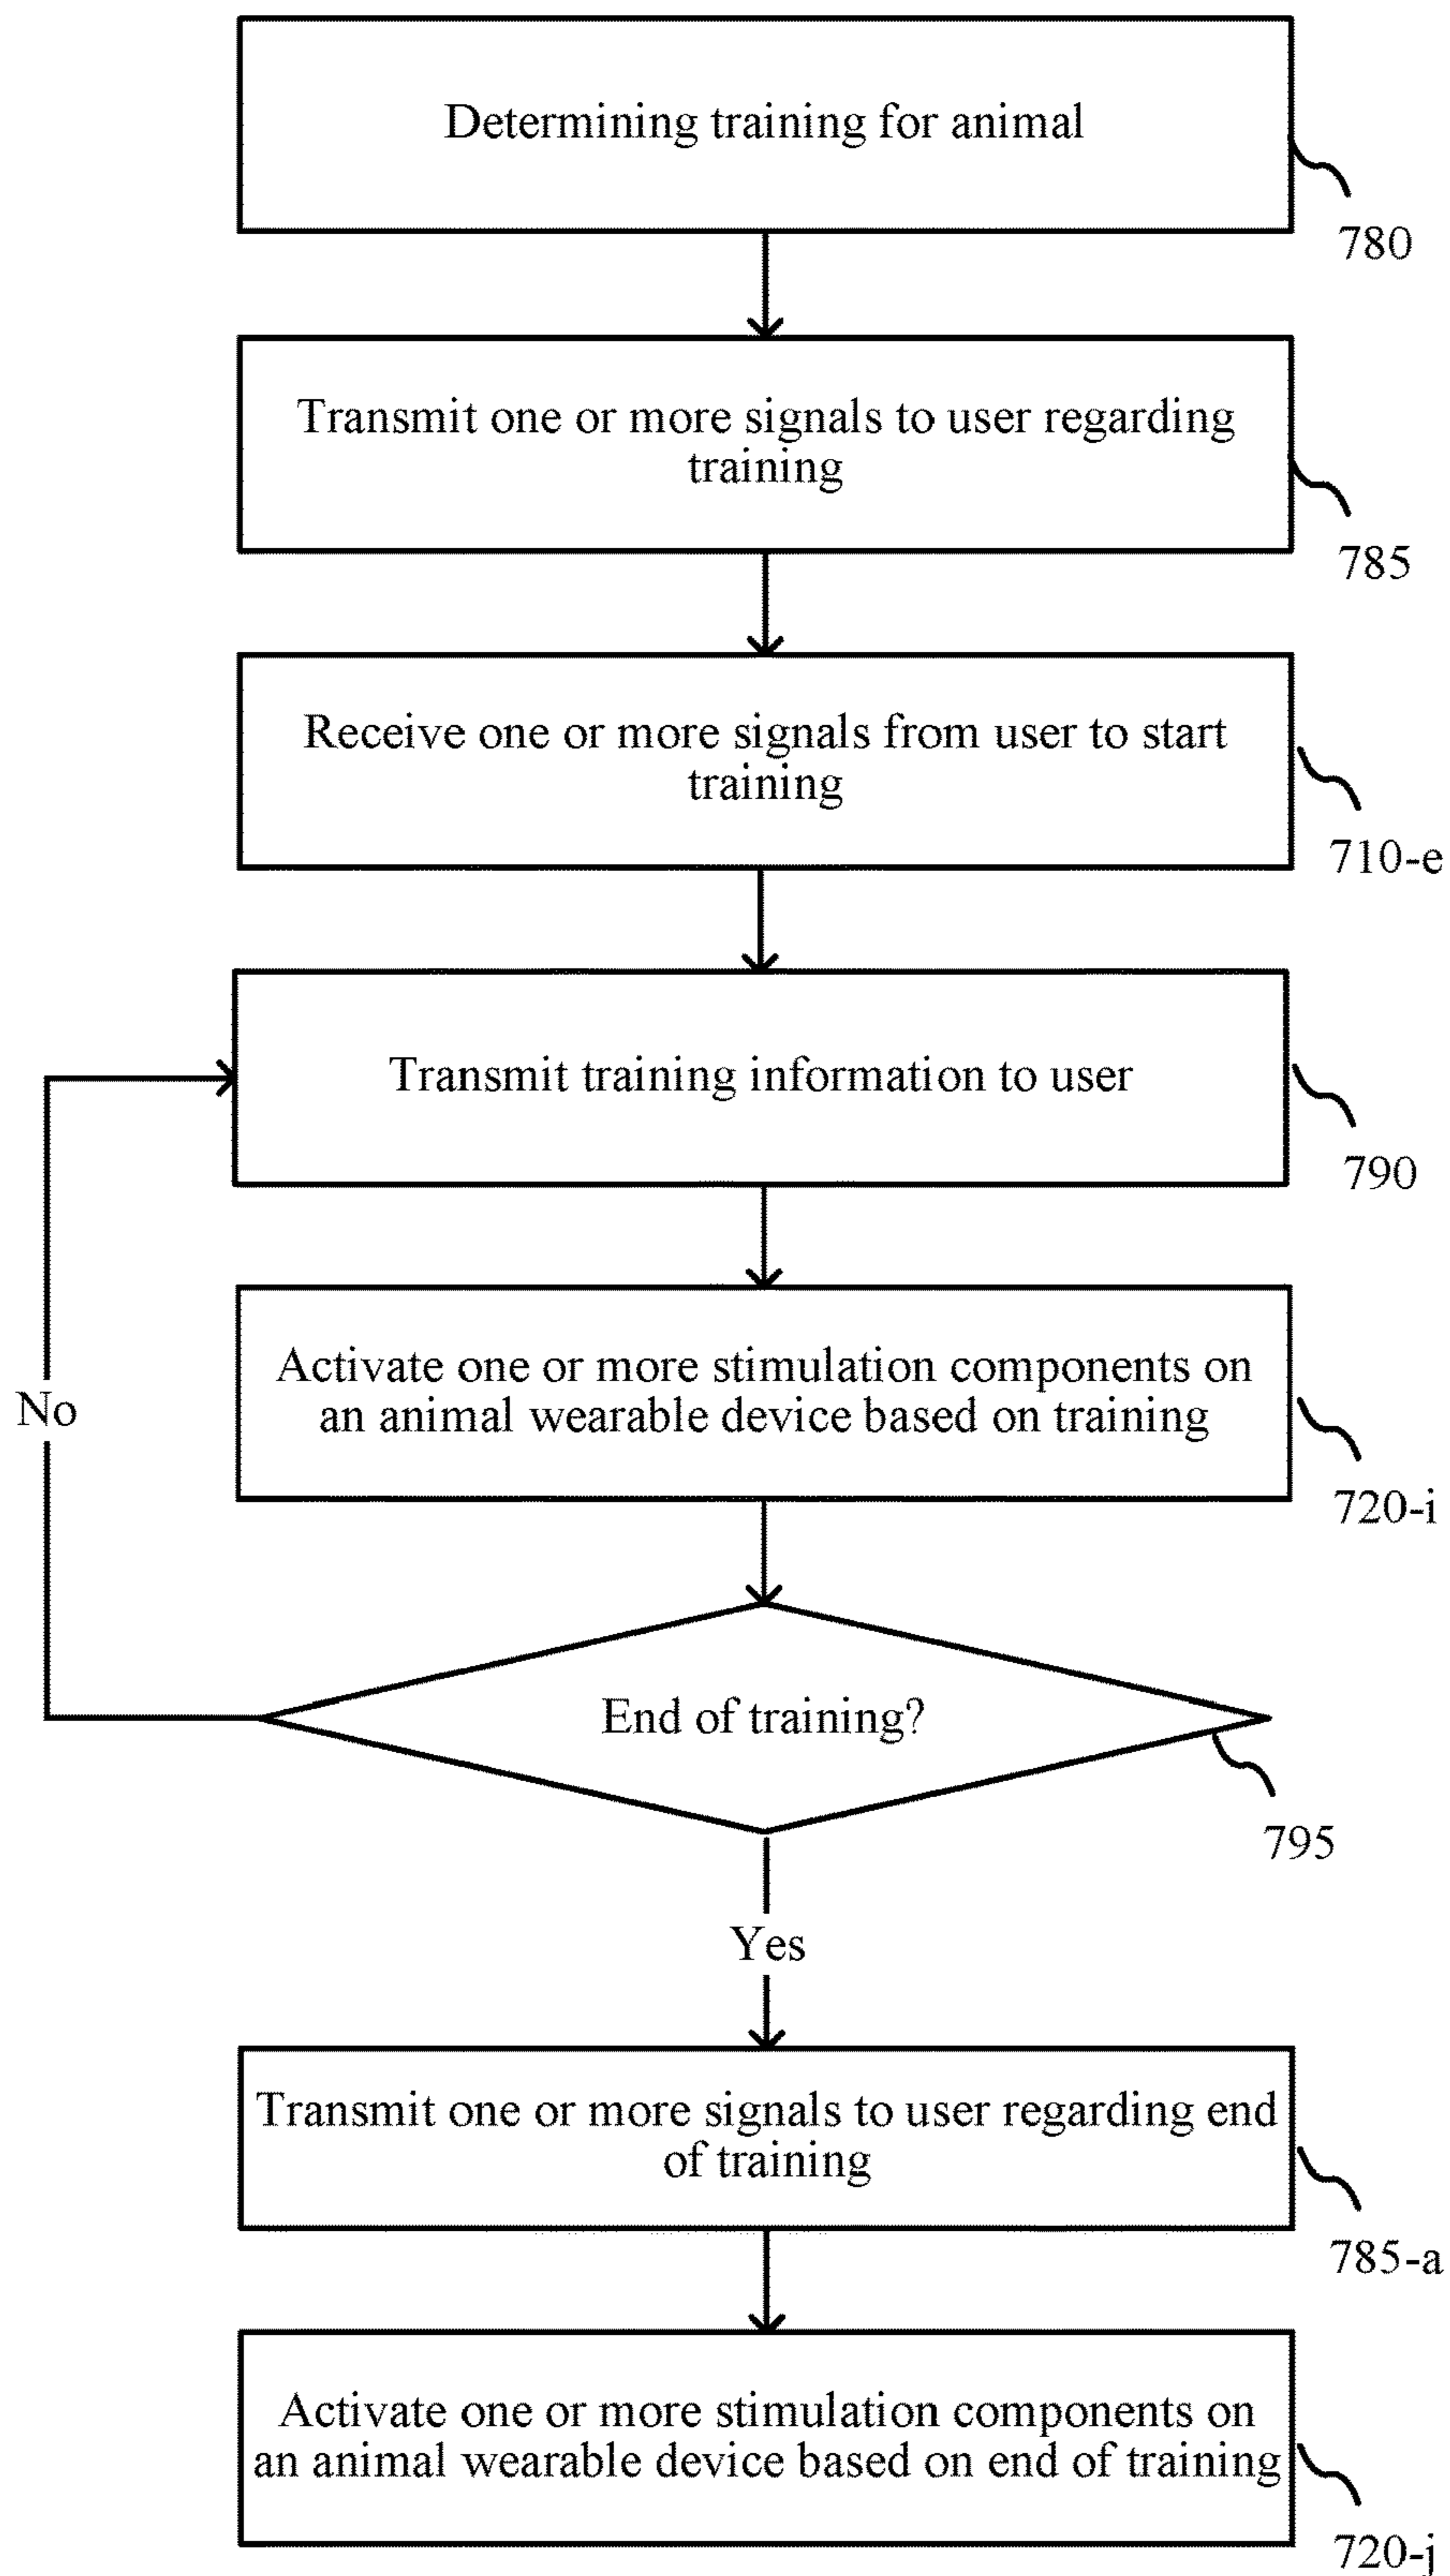 Determining training for animal
780
Transmit one or more signals to user regarding
training
785
Receive one or more signals from user to start
training
710-e
Transmit training information to user
790
Activate one or more stimulation components on
an animal wearable device based on training
720-i
No
End of training?
795
Yes
Transmit one or more signals to user regarding end
of training
785-a
Activate one or more stimulation components on
an animal wearable device based on end of training
720-j